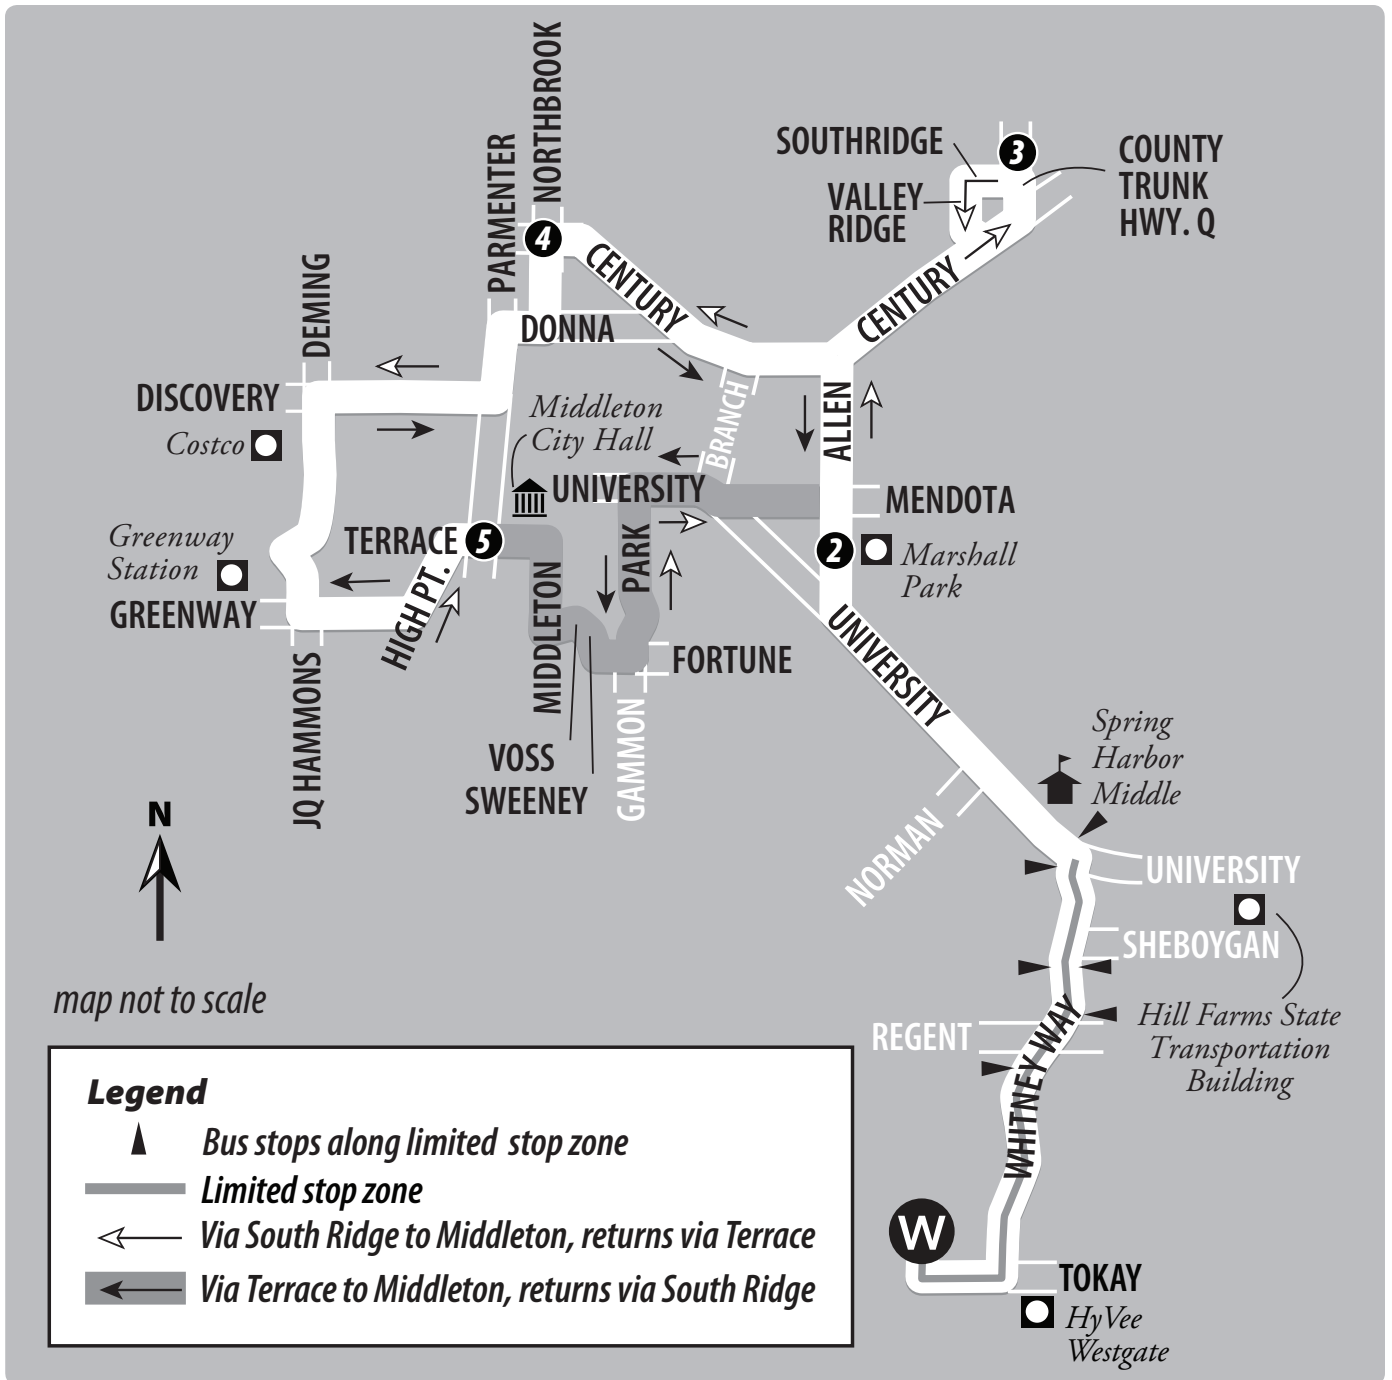 NORTHBROOK
PARMENTER
SOUTHRIDGE
3
COUNTY
TRUNK
HWY. Q
VALLEY
RIDGE
4
CENTURY
DEMING
DONNA
CENTURY
DISCOVERY
Costco
Middleton
City Hall
BRANCH
ALLEN
UNIVERSITY
MENDOTA
Greenway
Station
TERRACE
5
PARK
2
Marshall
Park
GREENWAY
HIGH PT.
MIDDLETON
UNIVERSITY
FORTUNE
JQ HAMMONS
VOSS
SWEENEY
GAMMON
Spring
Harbor
Middle
N
NORMAN
UNIVERSITY
SHEBOYGAN
map not to scale
REGENT
WHITNEY WAY
Hill Farms State
Transportation
Building
Legend
Bus stops along limited stop zone
Limited stop zone
Via South Ridge to Middleton, returns via Terrace
Via Terrace to Middleton, returns via South Ridge
W
TOKAY
HyVee
Westgate